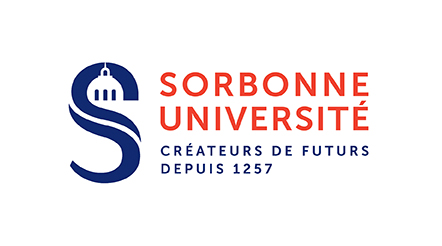 SORBONNE
UNIVERSITÉ
CRÉATEURS DE FUTURS
DEPUIS 1257